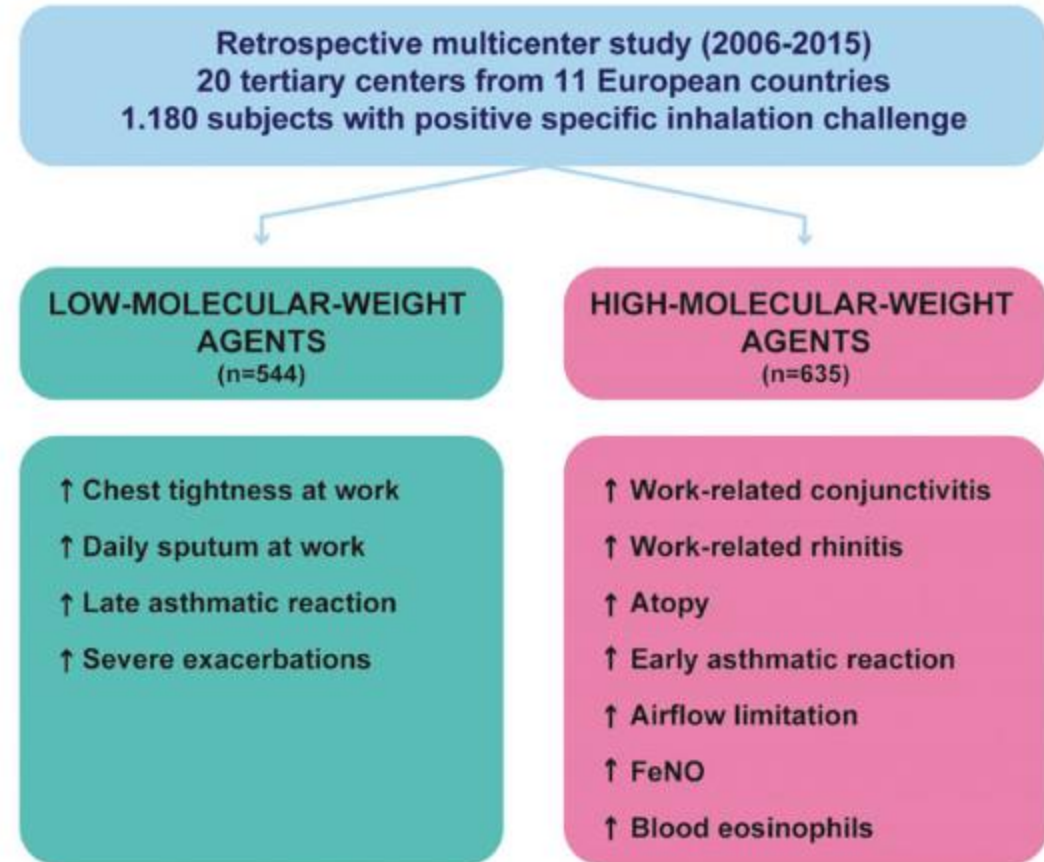 Retrospective multicenter study (2006-2015)
20 tertiary centers from 11 European countries
1.180 subjects with positive specific inhalation challenge
LOW-MOLECULAR-WEIGHT
AGENTS
(n=544)
↑ Chest tightness at work
↑ Daily sputum at work
↑ Late asthmatic reaction
↑ Severe exacerbations
HIGH-MOLECULAR-WEIGHT
AGENTS
(n=635)
↑ Work-related conjunctivitis
↑ Work-related rhinitis
↑ Atopy
↑ Early asthmatic reaction
↑ Airflow limitation
↑ FeNO
↑ Blood eosinophils